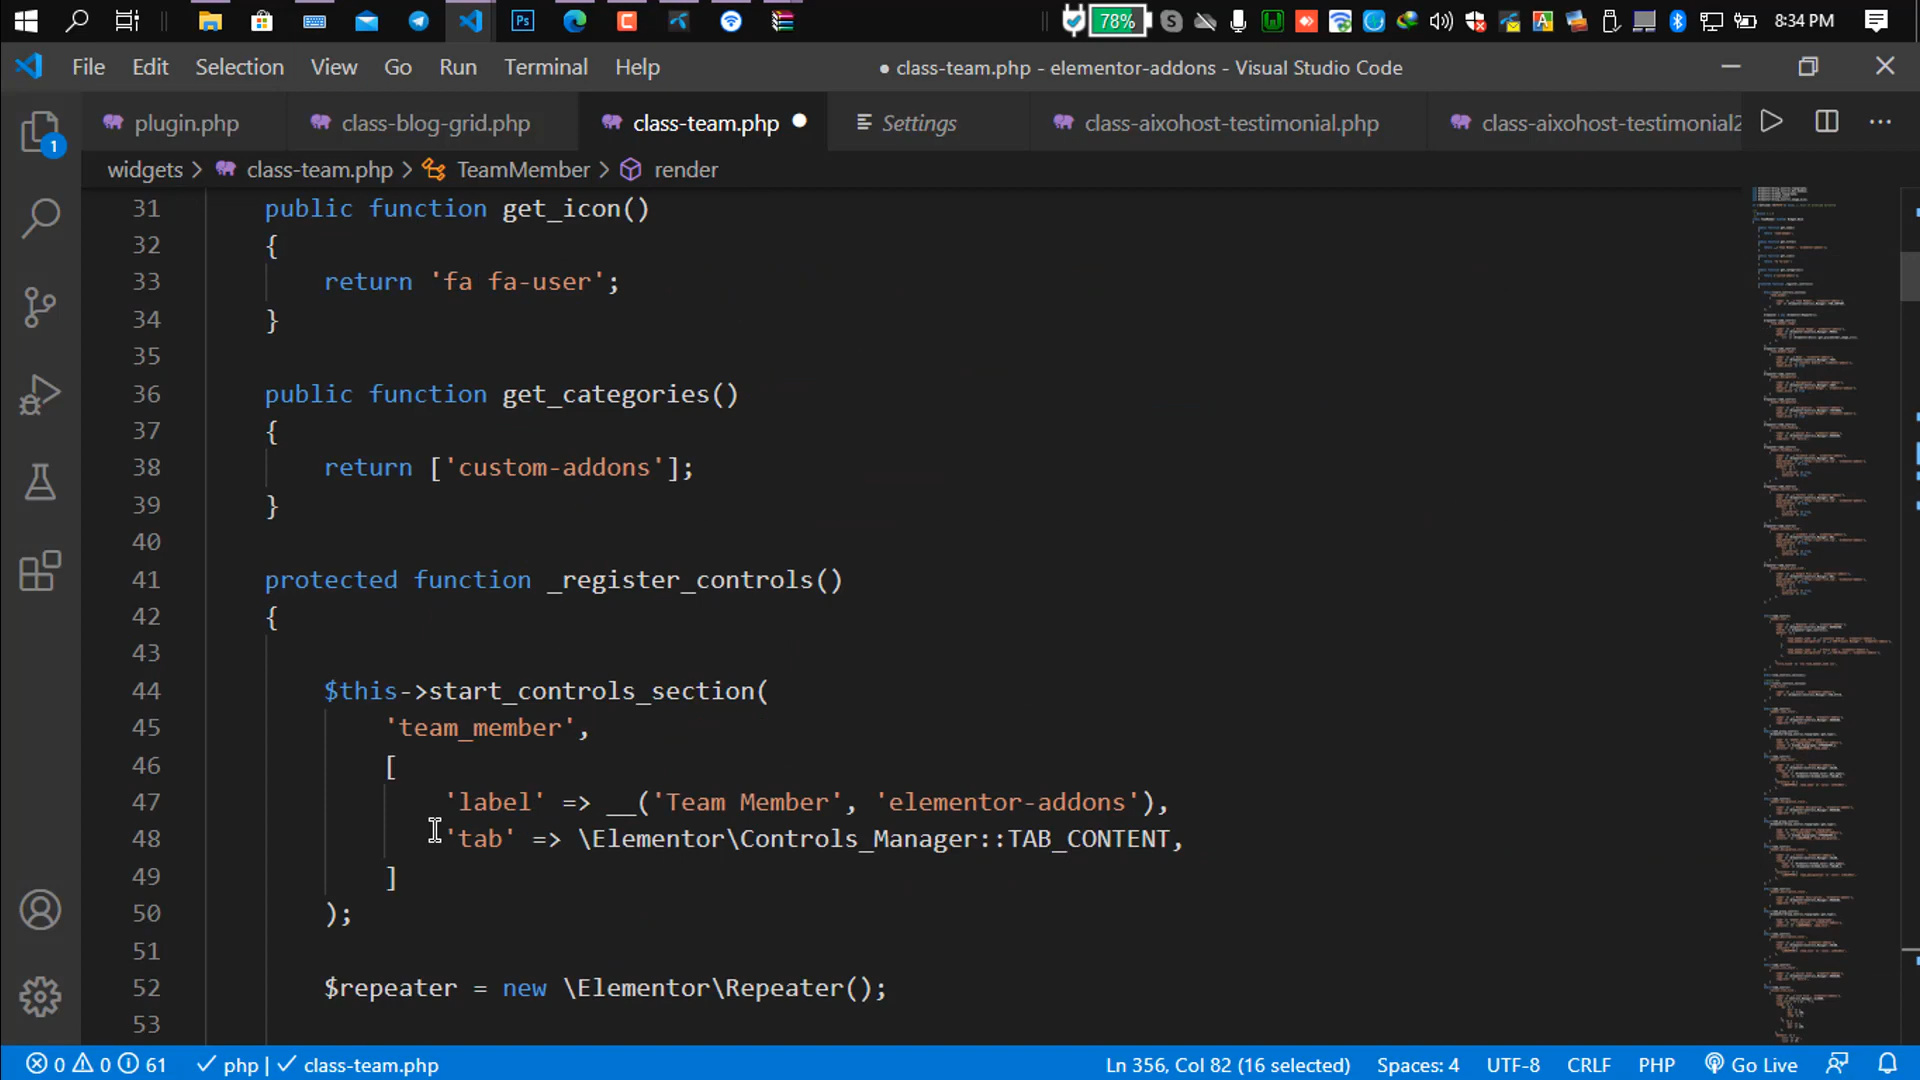 Ps
78%
8:34 PM
File Edit Selection View Go Run Terminal Help
● class-team.php - elementor-addons - Visual Studio Code
plugin.php class-blog-grid.php class-team.php Settings class-aixohost-testimonial.php class-aixohost-testimonial2
1
widgets > class-team.php > TeamMember > render
31 public function get_icon()
32 {
33 return 'fa fa-user';
34 }
35
36 public function get_categories()
37 {
38 return ['custom-addons'];
39 }
40
41 protected function _register_controls()
42 {
43
44 $this->start_controls_section(
45 'team_member',
46 [
47 'label' => __('Team Member', 'elementor-addons'),
48 'tab' => \Elementor\Controls_Manager::TAB_CONTENT,
49 ]
50 );
51
52 $repeater = new \Elementor\Repeater();
53
0 0 61 php | class-team.php Ln 356, Col 82 (16 selected) Spaces: 4 UTF-8 CRLF PHP Go Live